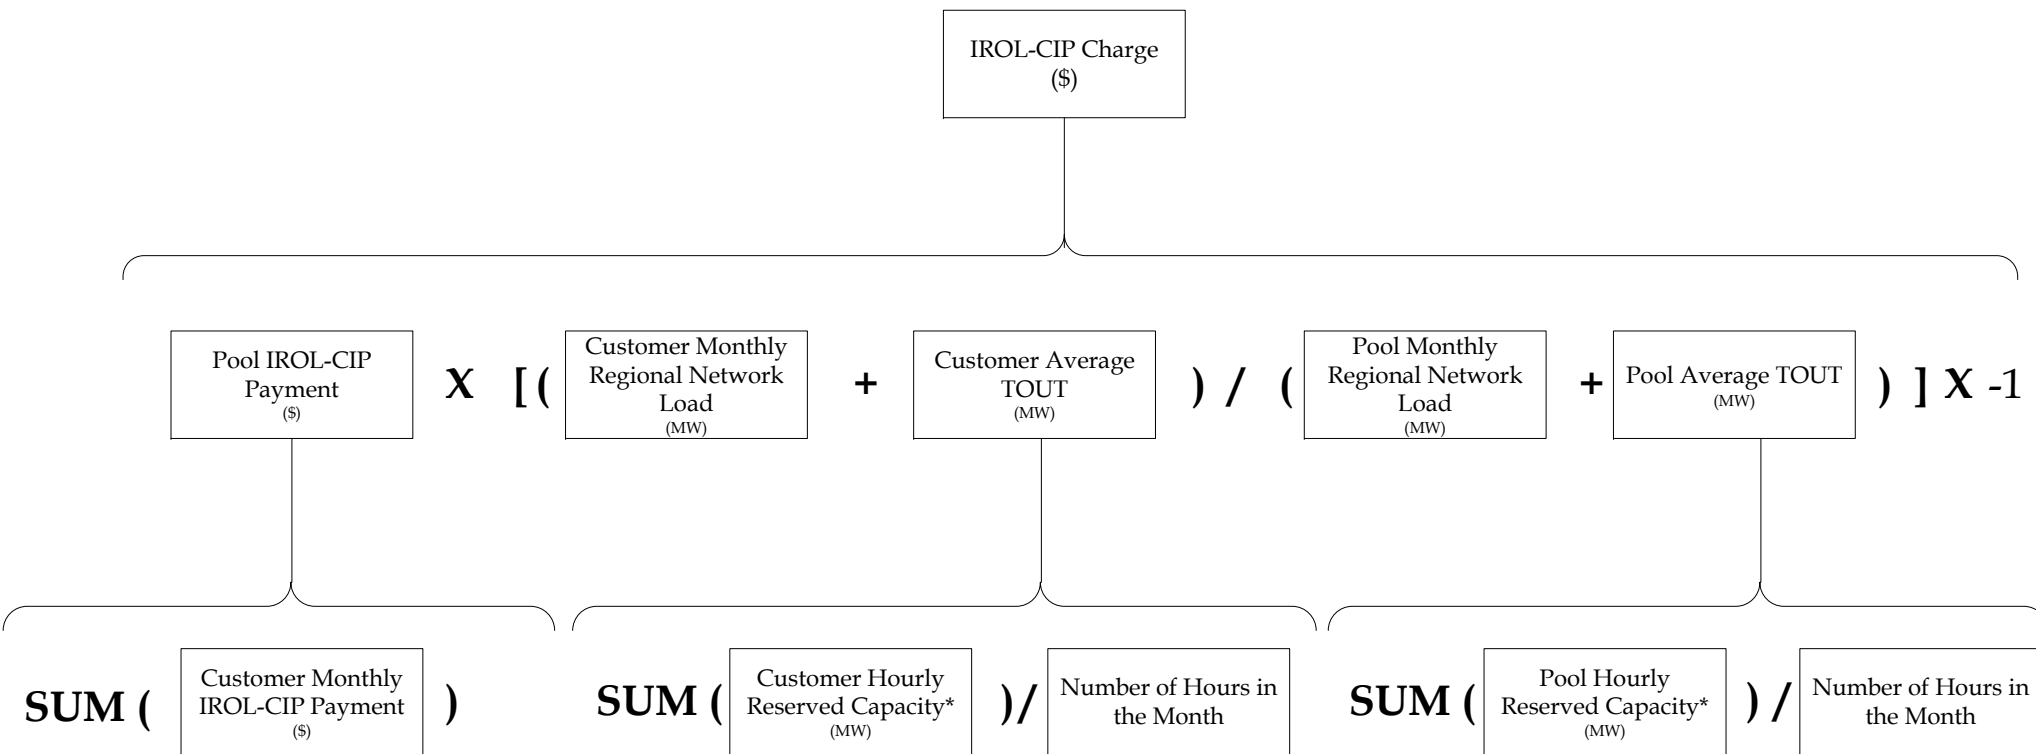 IROL-CIP Charge
($)
Pool IROL-CIP
Payment
($)
X
[ (
Customer Monthly
Regional Network
Load
(MW)
+
Customer Average
TOUT
(MW)
) / (
Pool Monthly
Regional Network
Load
(MW)
+
Pool Average TOUT
(MW)
) ] X -1
SUM (
Customer Monthly
IROL-CIP Payment
($)
)
SUM (
Customer Hourly
Reserved Capacity*
(MW)
) /
Number of Hours in
the Month
SUM (
Pool Hourly
Reserved Capacity*
(MW)
) /
Number of Hours in
the Month